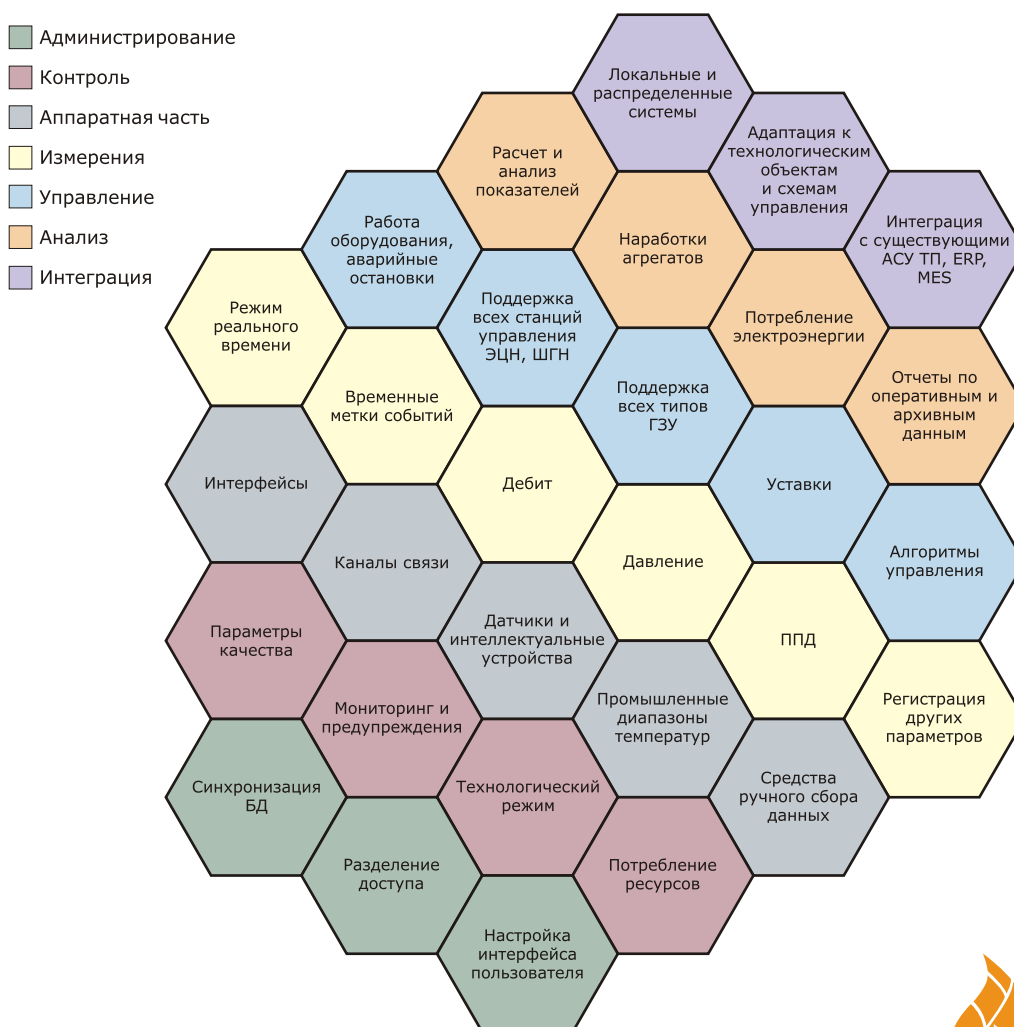 Администрирование
Контроль
Аппаратная часть
Измерения
Управление
Анализ
Интеграция
Локальные и
распределенные
системы
Адаптация к
технологическим
объектам
и схемам
управления
Расчет и
анализ
показателей
Интеграция
с существующими
АСУ ТП, ERP,
MES
Работа
оборудования,
аварийные
остановки
Наработки
агрегатов
Поддержка
всех станций
управления
ЭЦН, ШГН
Потребление
электроэнергии
Режим
реального
времени
Отчеты по
оперативным и
архивным
данным
Временные
метки событий
Поддержка
всех типов
ГЗУ
Интерфейсы
Дебит
Уставки
Каналы связи
Давление
Алгоритмы
управления
Параметры
качества
Датчики и
интеллектуальные
устройства
ППД
Мониторинг и
предупреждения
Промышленные
диапазоны
температур
Регистрация
других
параметров
Синхронизация
БД
Технологический
режим
Средства
ручного сбора
данных
Разделение
доступа
Потребление
ресурсов
Настройка
интерфейса
пользователя